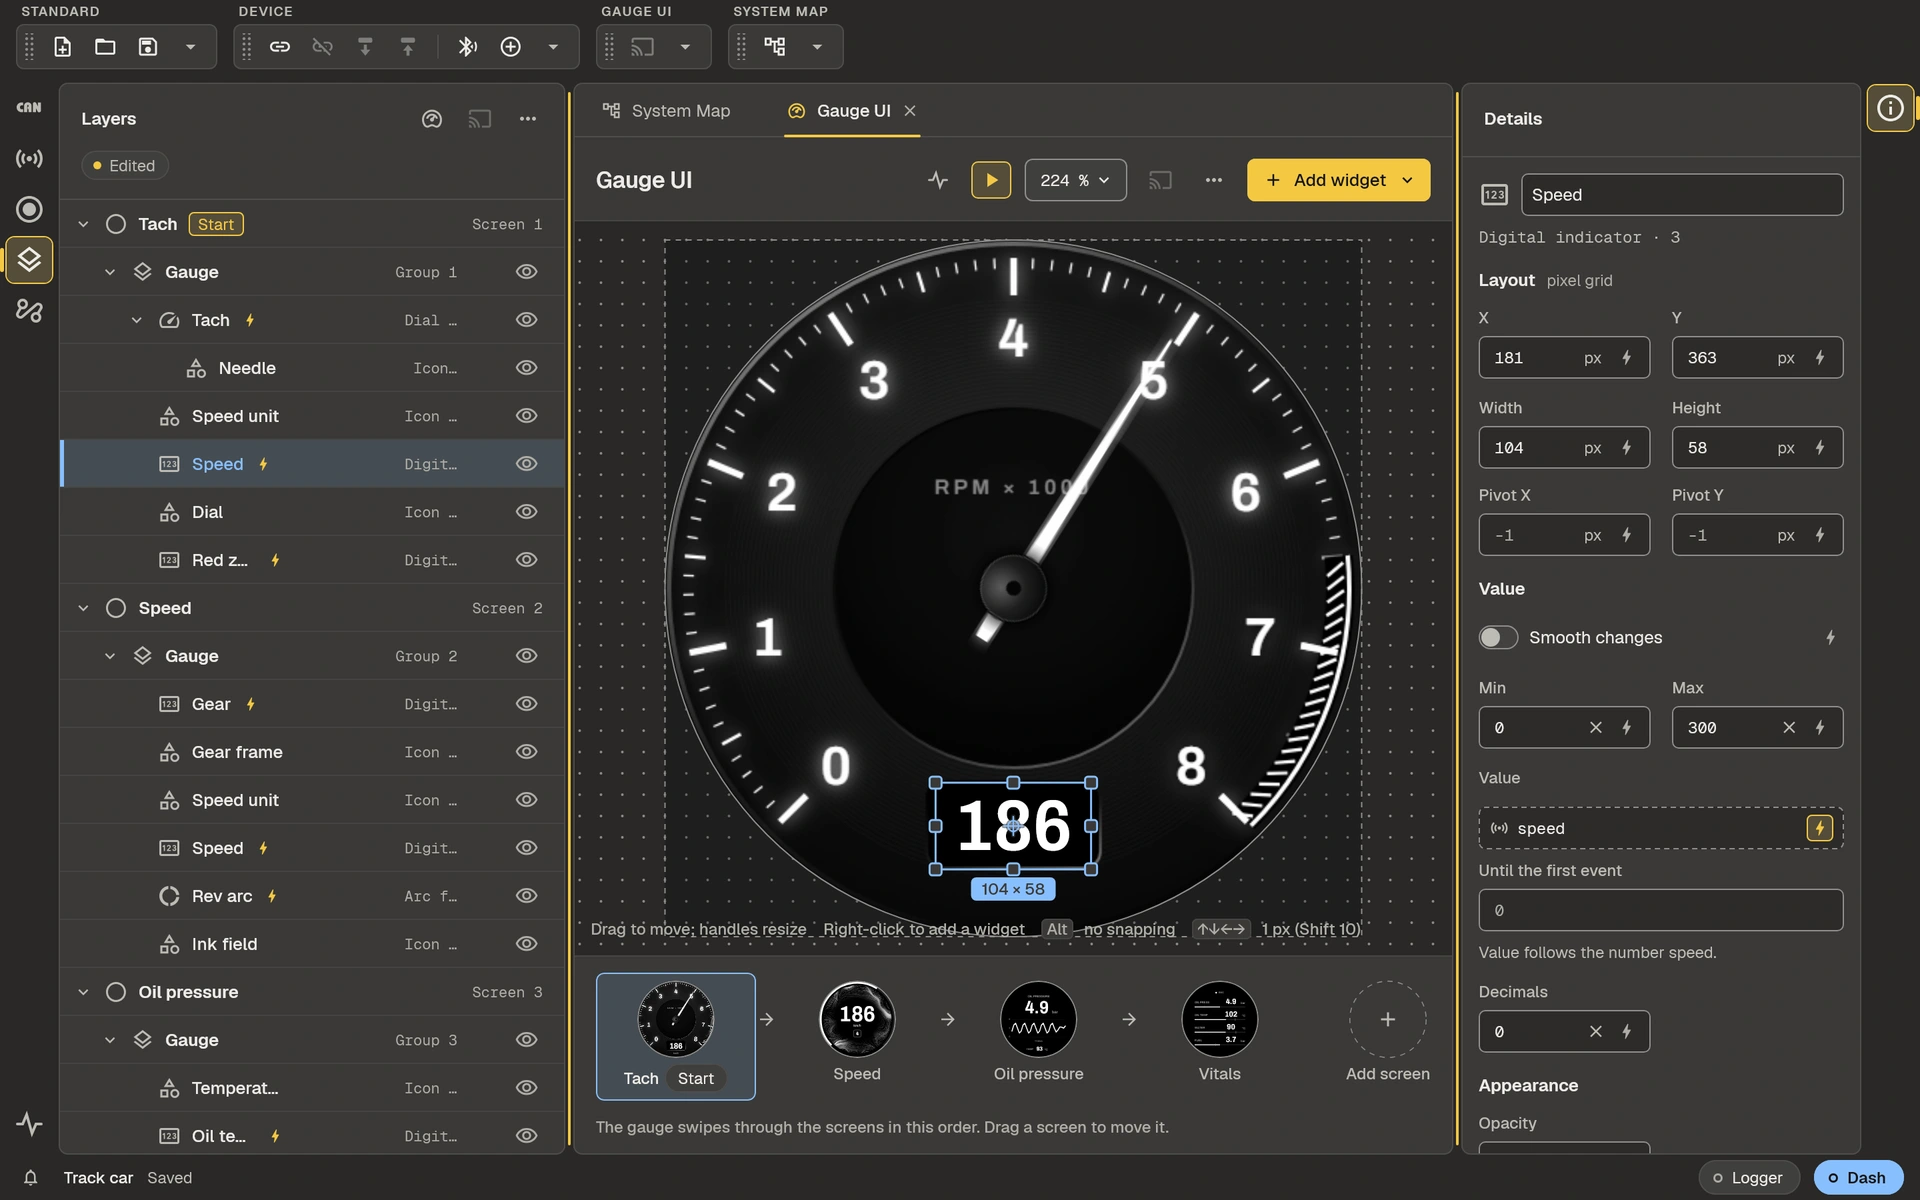 STANDARD
DEVICE
GAUGE UI
SYSTEM MAP
CAN
Layers
Edited
Tach Start Screen 1
Gauge Group 1
Tach Dial …
Needle Icon…
Speed unit Icon …
Speed Digit…
Dial Icon …
Red z… Digit…
Speed Screen 2
Gauge Group 2
Gear Digit…
Gear frame Icon …
Speed unit Icon …
Speed Digit…
Rev arc Arc f…
Ink field Icon …
Oil pressure Screen 3
Gauge Group 3
Temperat… Icon …
Oil te… Digit…
System Map
Gauge UI
Gauge UI
224 %
+ Add widget
4
3 5
2 6
RPM × 1000
1 7
0 8
186
104 × 58
Drag to move; handles resize Right-click to add a widget Alt no snapping ↑↓←→ 1 px (Shift 10)
186
4.9
93
4.9
102
90
3.7
Tach Start
Speed
Oil pressure
Vitals
Add screen
The gauge swipes through the screens in this order. Drag a screen to move it.
Details
123 Speed
Digital indicator · 3
Layout pixel grid
X Y
181 px 363 px
Width Height
104 px 58 px
Pivot X Pivot Y
-1 px -1 px
Value
Smooth changes
Min Max
0 300
Value
speed
Until the first event
0
Value follows the number speed.
Decimals
0
Appearance
Opacity
Track car Saved
Logger
Dash